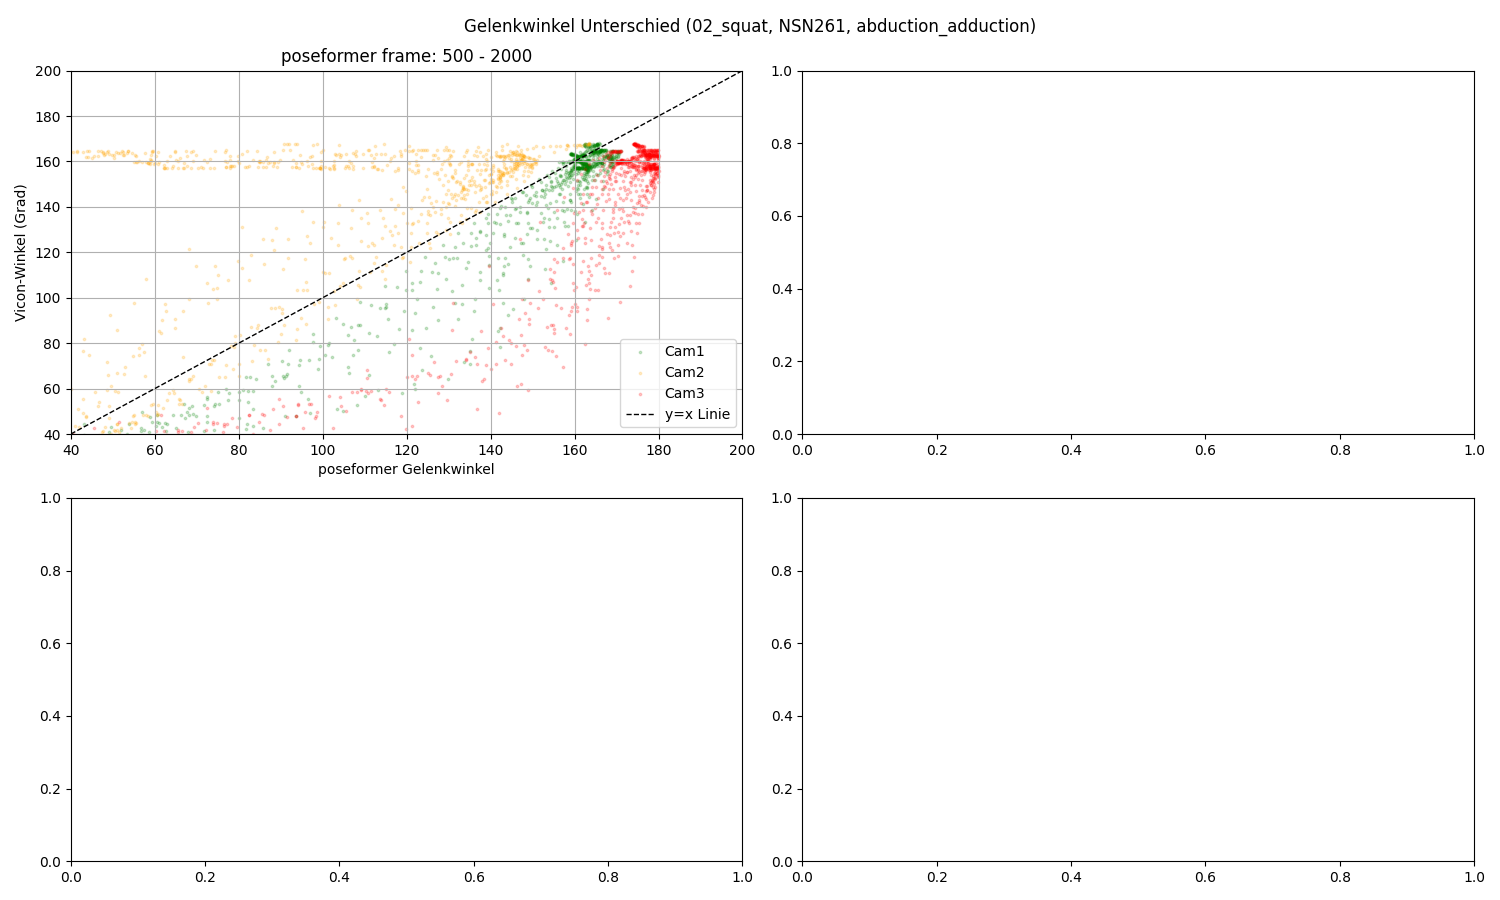 Gelenkwinkel Unterschied (02_squat, NSN261, abduction_adduction)
poseformer frame: 500 - 2000
200
180
160
140
120
100
80
60
40
Vicon-Winkel (Grad)
40 60 80 100 120 140 160 180 200
poseformer Gelenkwinkel
Cam1
Cam2
Cam3
y=x Linie
1.0
0.8
0.6
0.4
0.2
0.0
0.0 0.2 0.4 0.6 0.8 1.0
1.0
0.8
0.6
0.4
0.2
0.0
0.0 0.2 0.4 0.6 0.8 1.0
1.0
0.8
0.6
0.4
0.2
0.0
0.0 0.2 0.4 0.6 0.8 1.0